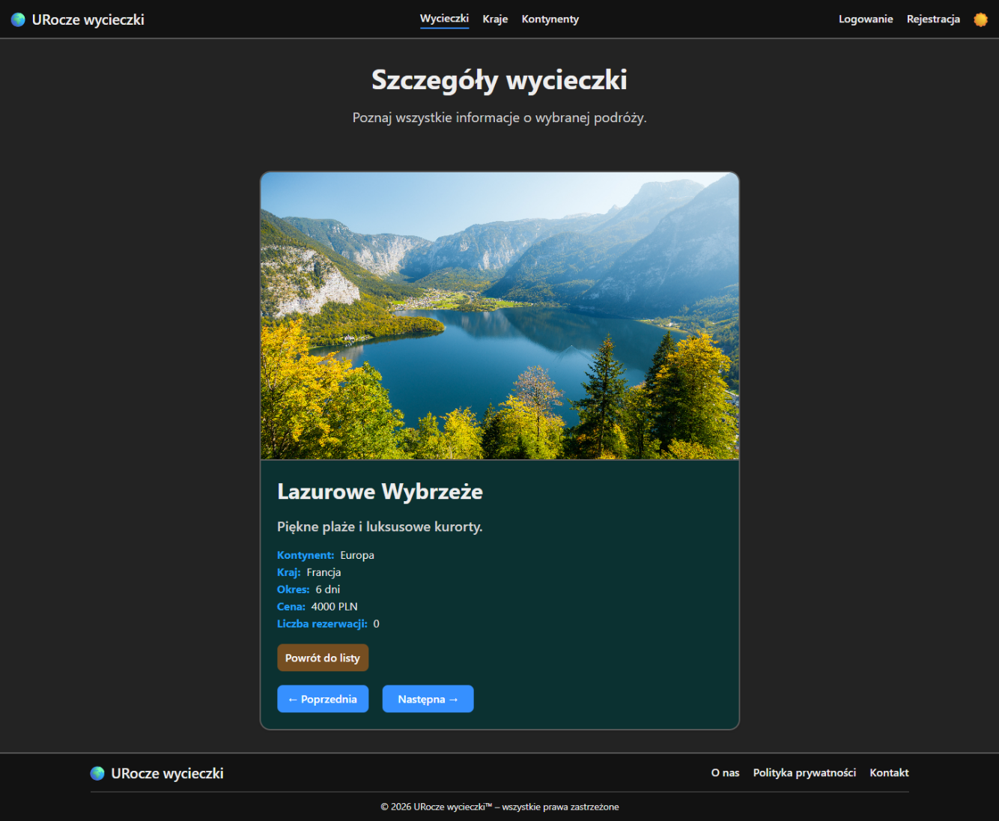 URocze wycieczki
Wycieczki Kraje Kontynenty
Logowanie Rejestracja
Szczegóły wycieczki
Poznaj wszystkie informacje o wybranej podróży.
Lazurowe Wybrzeże
Piękne plaże i luksusowe kurorty.
Kontynent: Europa
Kraj: Francja
Okres: 6 dni
Cena: 4000 PLN
Liczba rezerwacji: 0
Powrót do listy
← Poprzednia Następna →
URocze wycieczki
O nas Polityka prywatności Kontakt
© 2026 URocze wycieczki™ – wszystkie prawa zastrzeżone